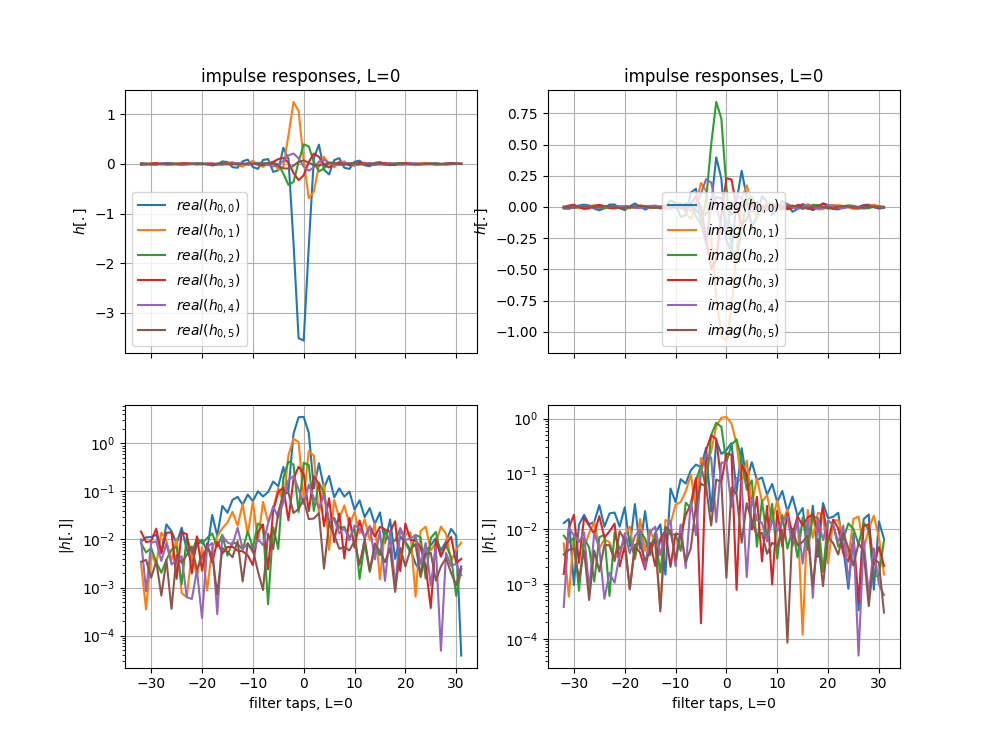 impulse responses, L=0
impulse responses, L=0
h[.]
1
0
−1
−2
−3
real(h0,0)
real(h0,1)
real(h0,2)
real(h0,3)
real(h0,4)
real(h0,5)
h[.]
0.75
0.50
0.25
0.00
−0.25
−0.50
−0.75
−1.00
imag(h0,0)
imag(h0,1)
imag(h0,2)
imag(h0,3)
imag(h0,4)
imag(h0,5)
|h[.]|
10⁰
10⁻¹
10⁻²
10⁻³
10⁻⁴
−30 −20 −10 0 10 20 30
filter taps, L=0
|h[.]|
10⁰
10⁻¹
10⁻²
10⁻³
10⁻⁴
−30 −20 −10 0 10 20 30
filter taps, L=0